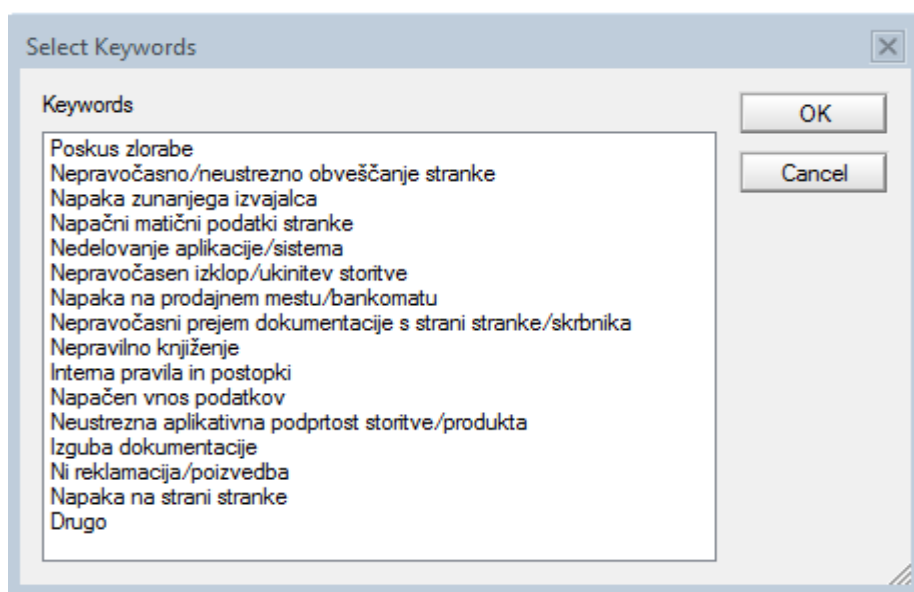 Select Keywords
Keywords
OK
Cancel
Poskus zlorabe
Nepravočasno/neustrezno obveščanje stranke
Napaka zunanjega izvajalca
Napačni matični podatki stranke
Nedelovanje aplikacije/sistema
Nepravočasen izklop/ukinitev storitve
Napaka na prodajnem mestu/bankomatu
Nepravočasni prejem dokumentacije s strani stranke/skrbnika
Nepravilno knjiženje
Interna pravila in postopki
Napačen vnos podatkov
Neustrezna aplikativna podprtost storitve/produkta
Izguba dokumentacije
Ni reklamacija/poizvedba
Napaka na strani stranke
Drugo